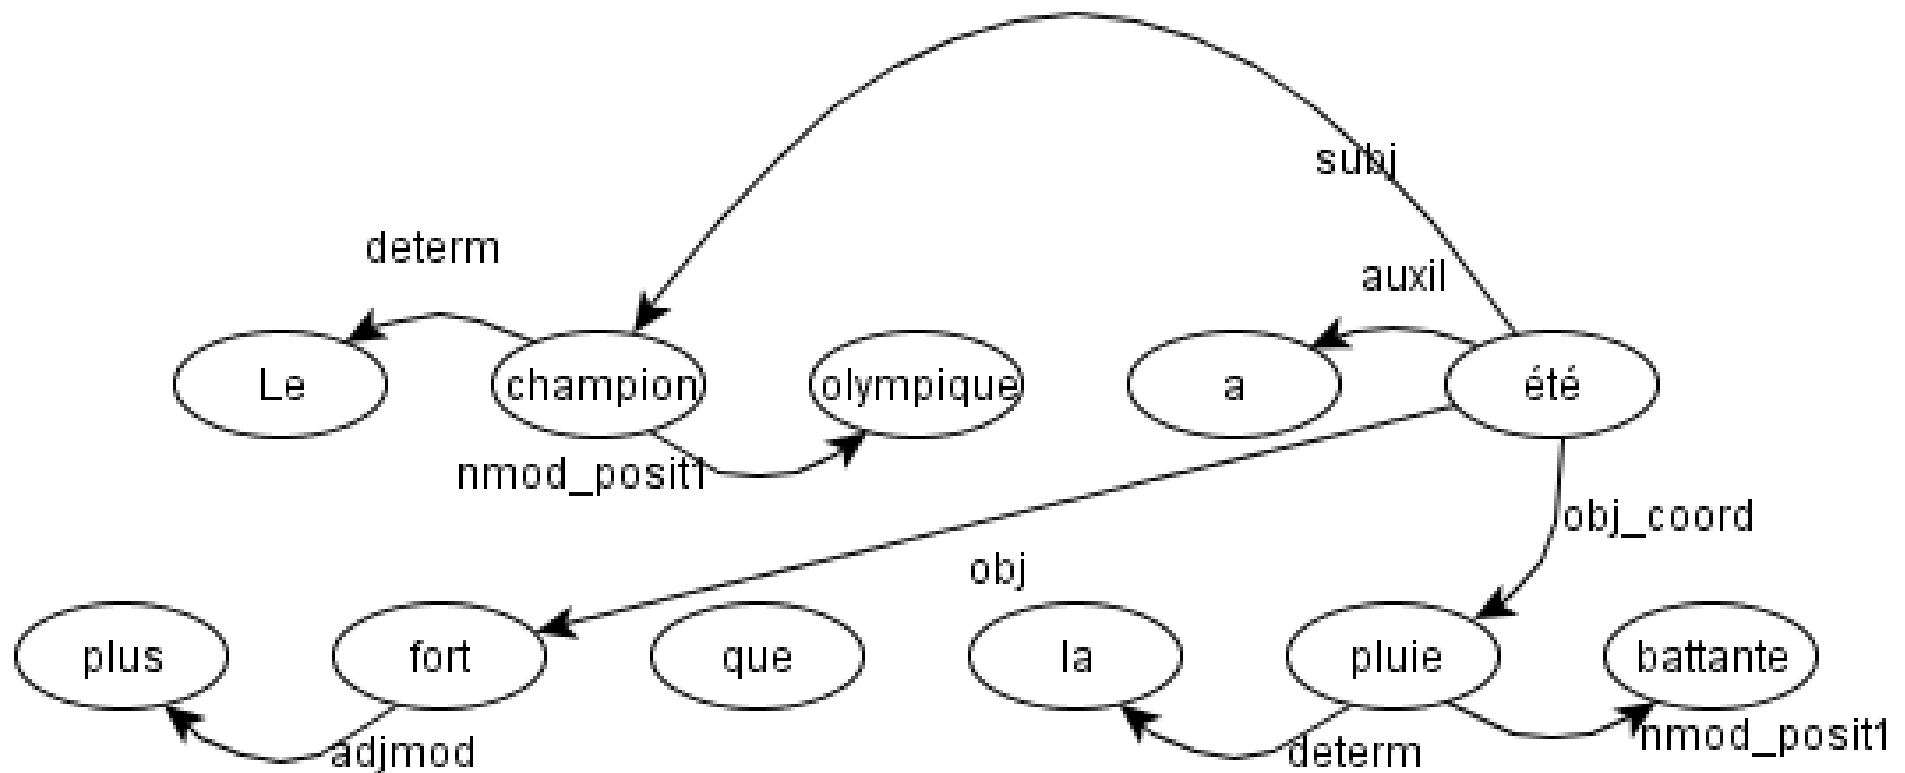 subj
determ
auxil
Le champion olympique a été
nmod_posit1
obj_coord
obj
plus fort que la pluie battante
adjmod determ nmod_posit1